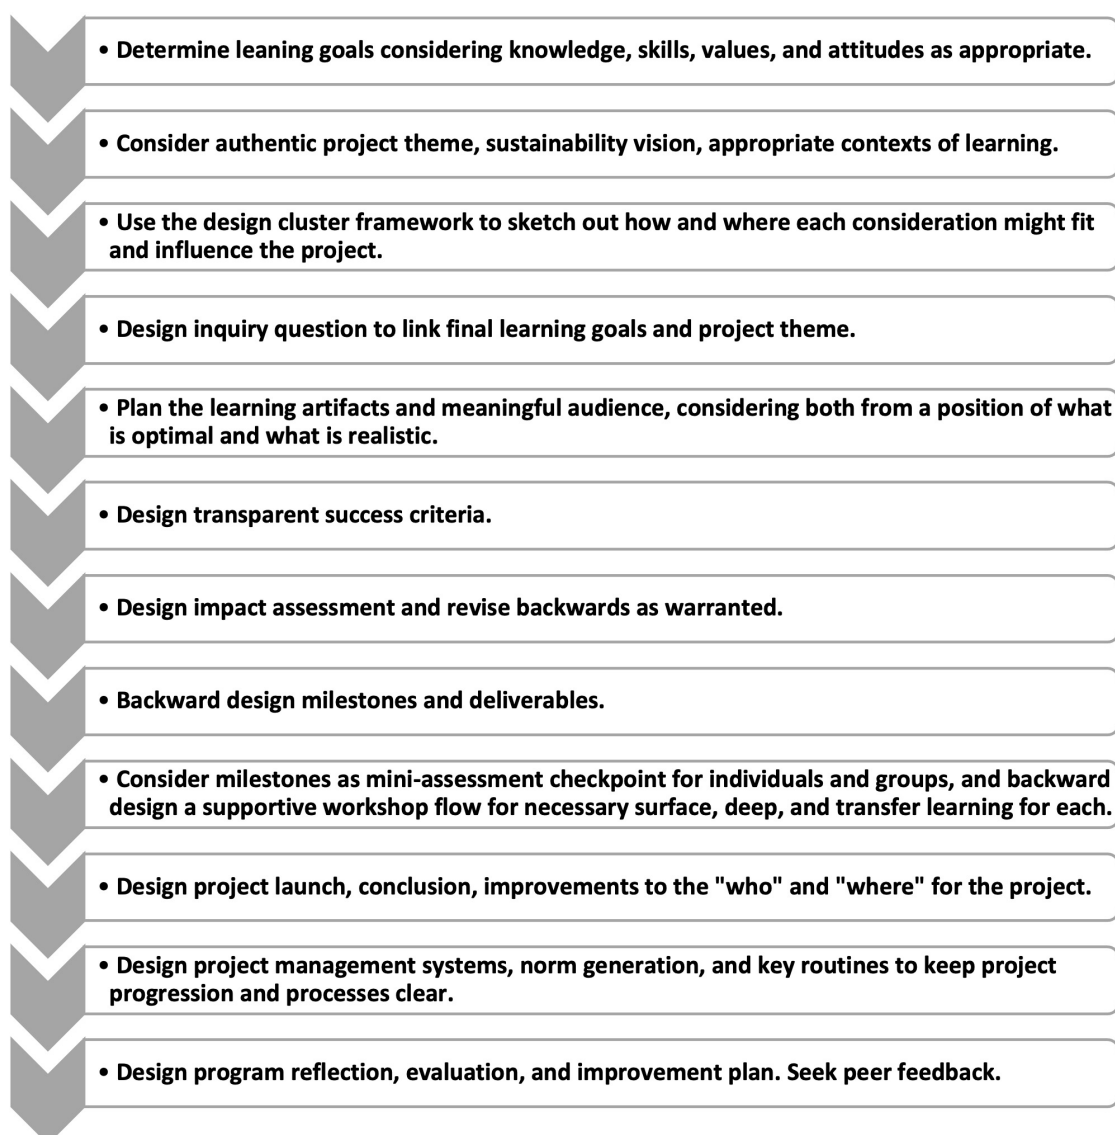 • Determine leaning goals considering knowledge, skills, values, and attitudes as appropriate.
• Consider authentic project theme, sustainability vision, appropriate contexts of learning.
• Use the design cluster framework to sketch out how and where each consideration might fit
and influence the project.
• Design inquiry question to link final learning goals and project theme.
• Plan the learning artifacts and meaningful audience, considering both from a position of what
is optimal and what is realistic.
• Design transparent success criteria.
• Design impact assessment and revise backwards as warranted.
• Backward design milestones and deliverables.
• Consider milestones as mini-assessment checkpoint for individuals and groups, and backward
design a supportive workshop flow for necessary surface, deep, and transfer learning for each.
• Design project launch, conclusion, improvements to the "who" and "where" for the project.
• Design project management systems, norm generation, and key routines to keep project
progression and processes clear.
• Design program reflection, evaluation, and improvement plan. Seek peer feedback.